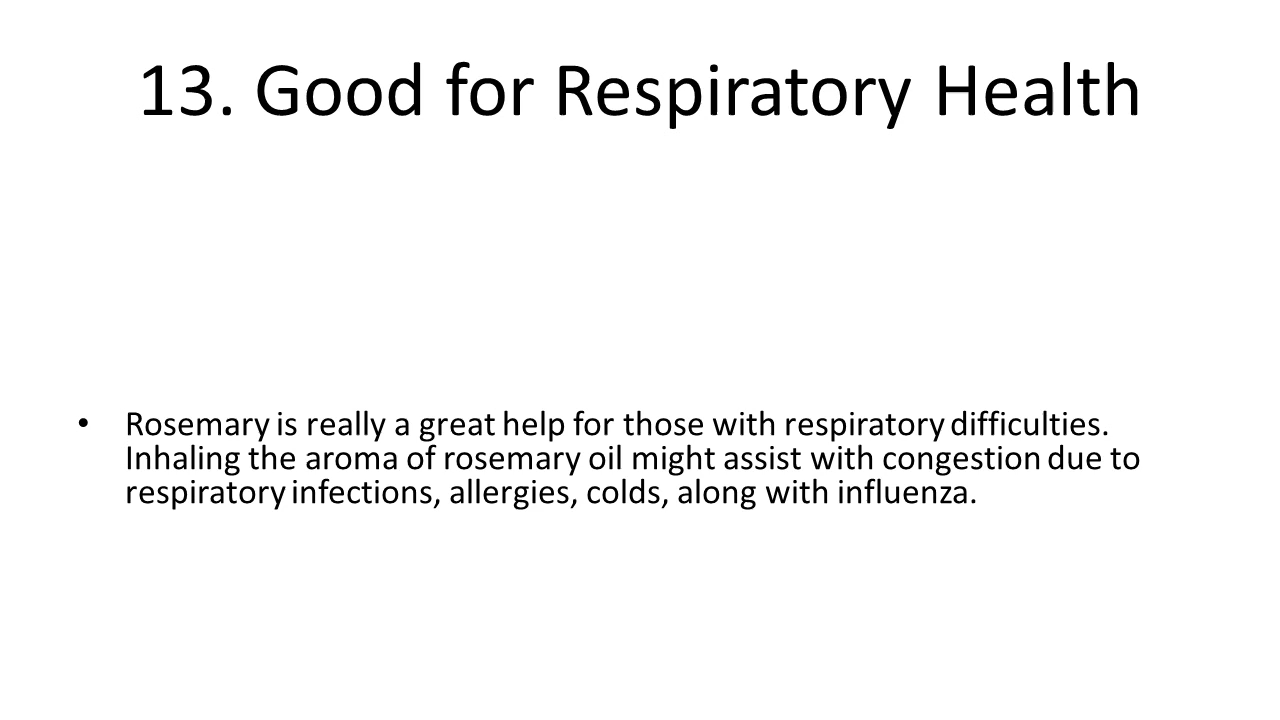 13. Good for Respiratory Health
• Rosemary is really a great help for those with respiratory difficulties.
Inhaling the aroma of rosemary oil might assist with congestion due to
respiratory infections, allergies, colds, along with influenza.